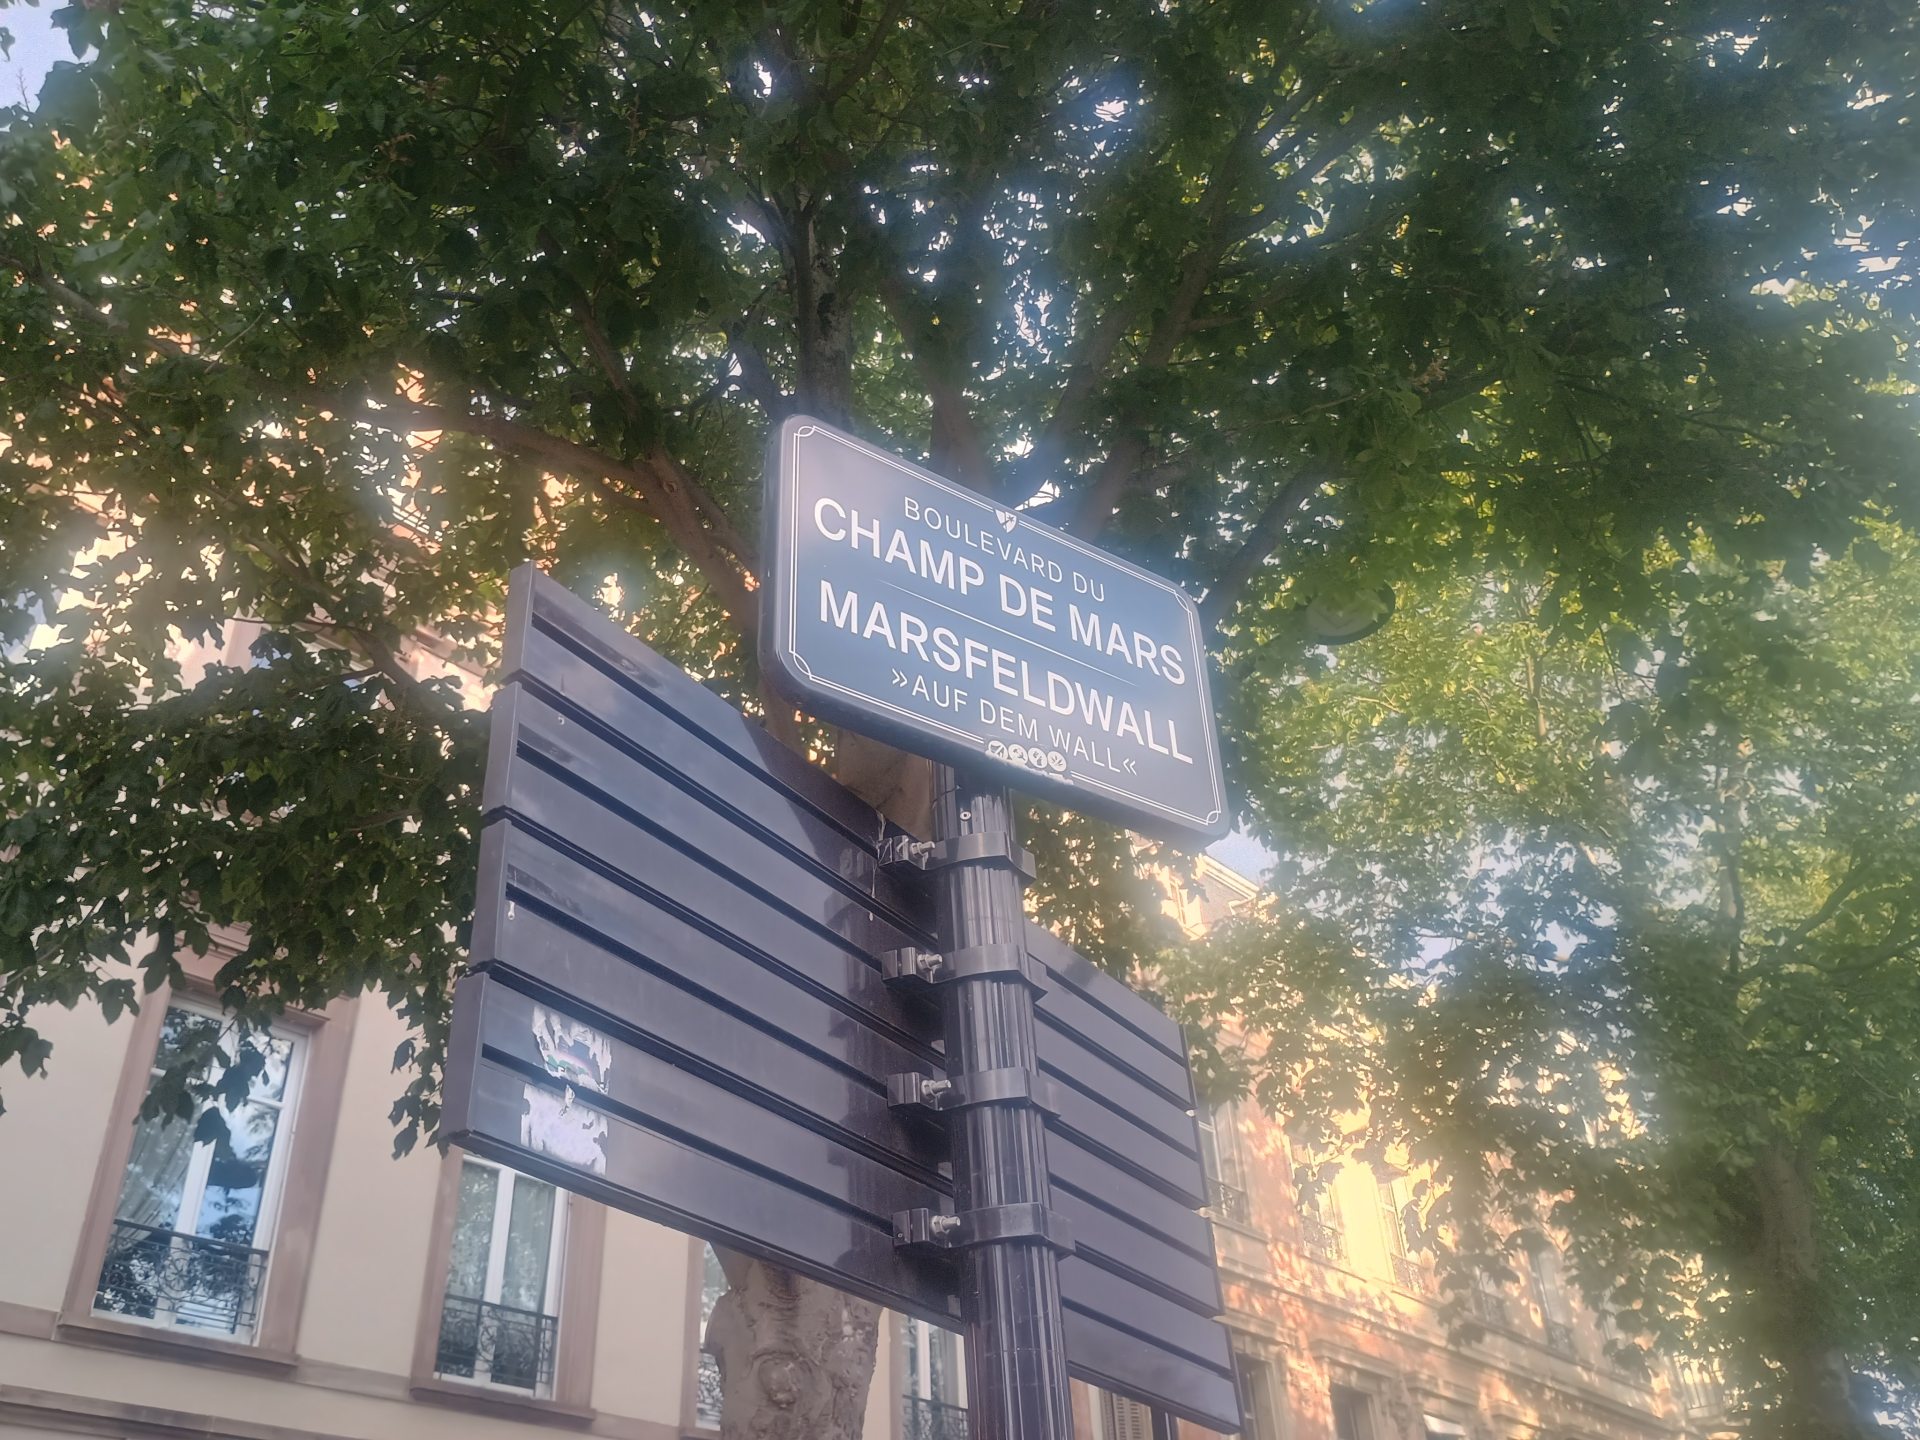 BOULEVARD DU
CHAMP DE MARS
MARSFELDWALL
»AUF DEM WALL«